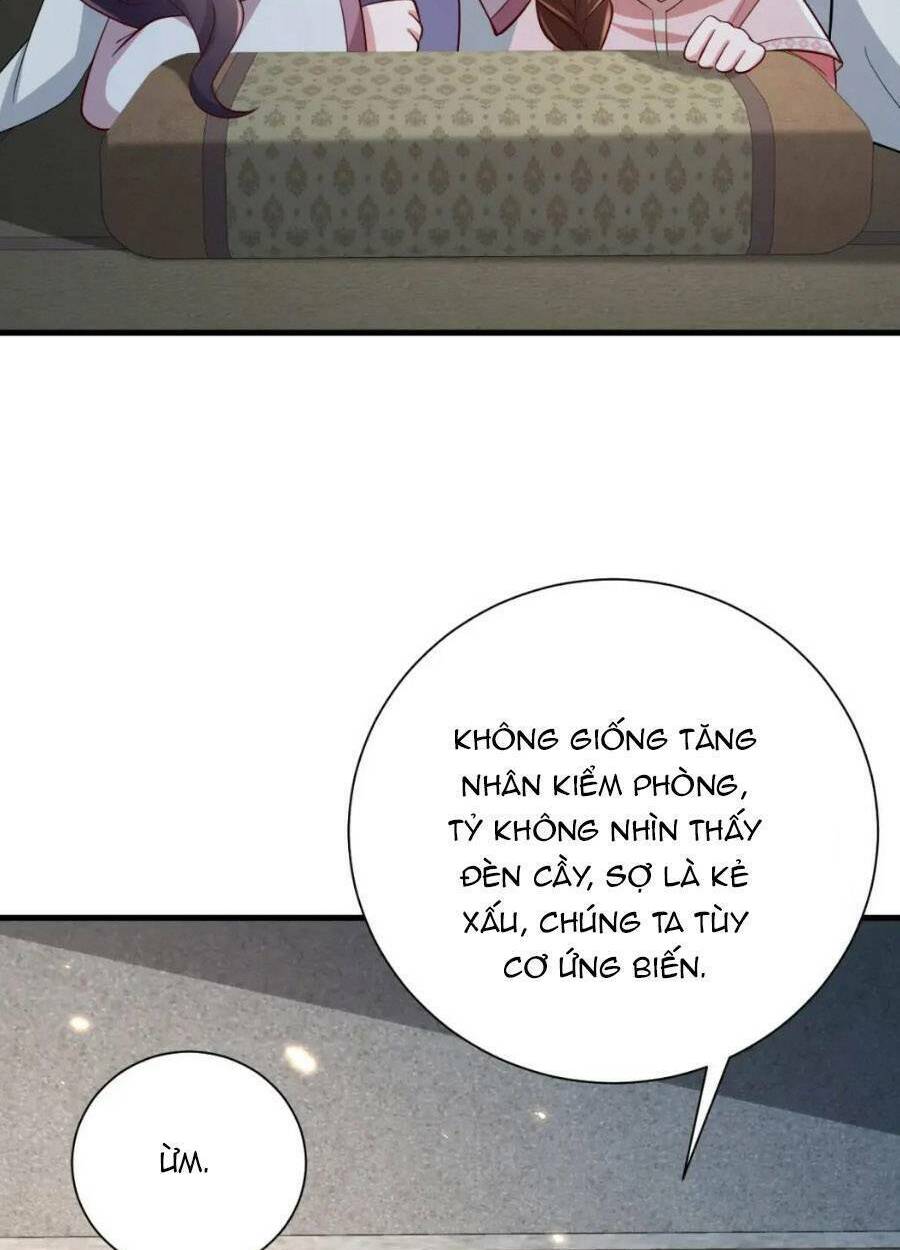 KHÔNG GIỐNG TĂNG
NHÂN KIỂM PHÒNG,
TỶ KHÔNG NHÌN THẤY
ĐÈN CẦY, SỢ LÀ KẺ
XẤU, CHÚNG TA TÙY
CƠ ỨNG BIẾN.
ỪM.